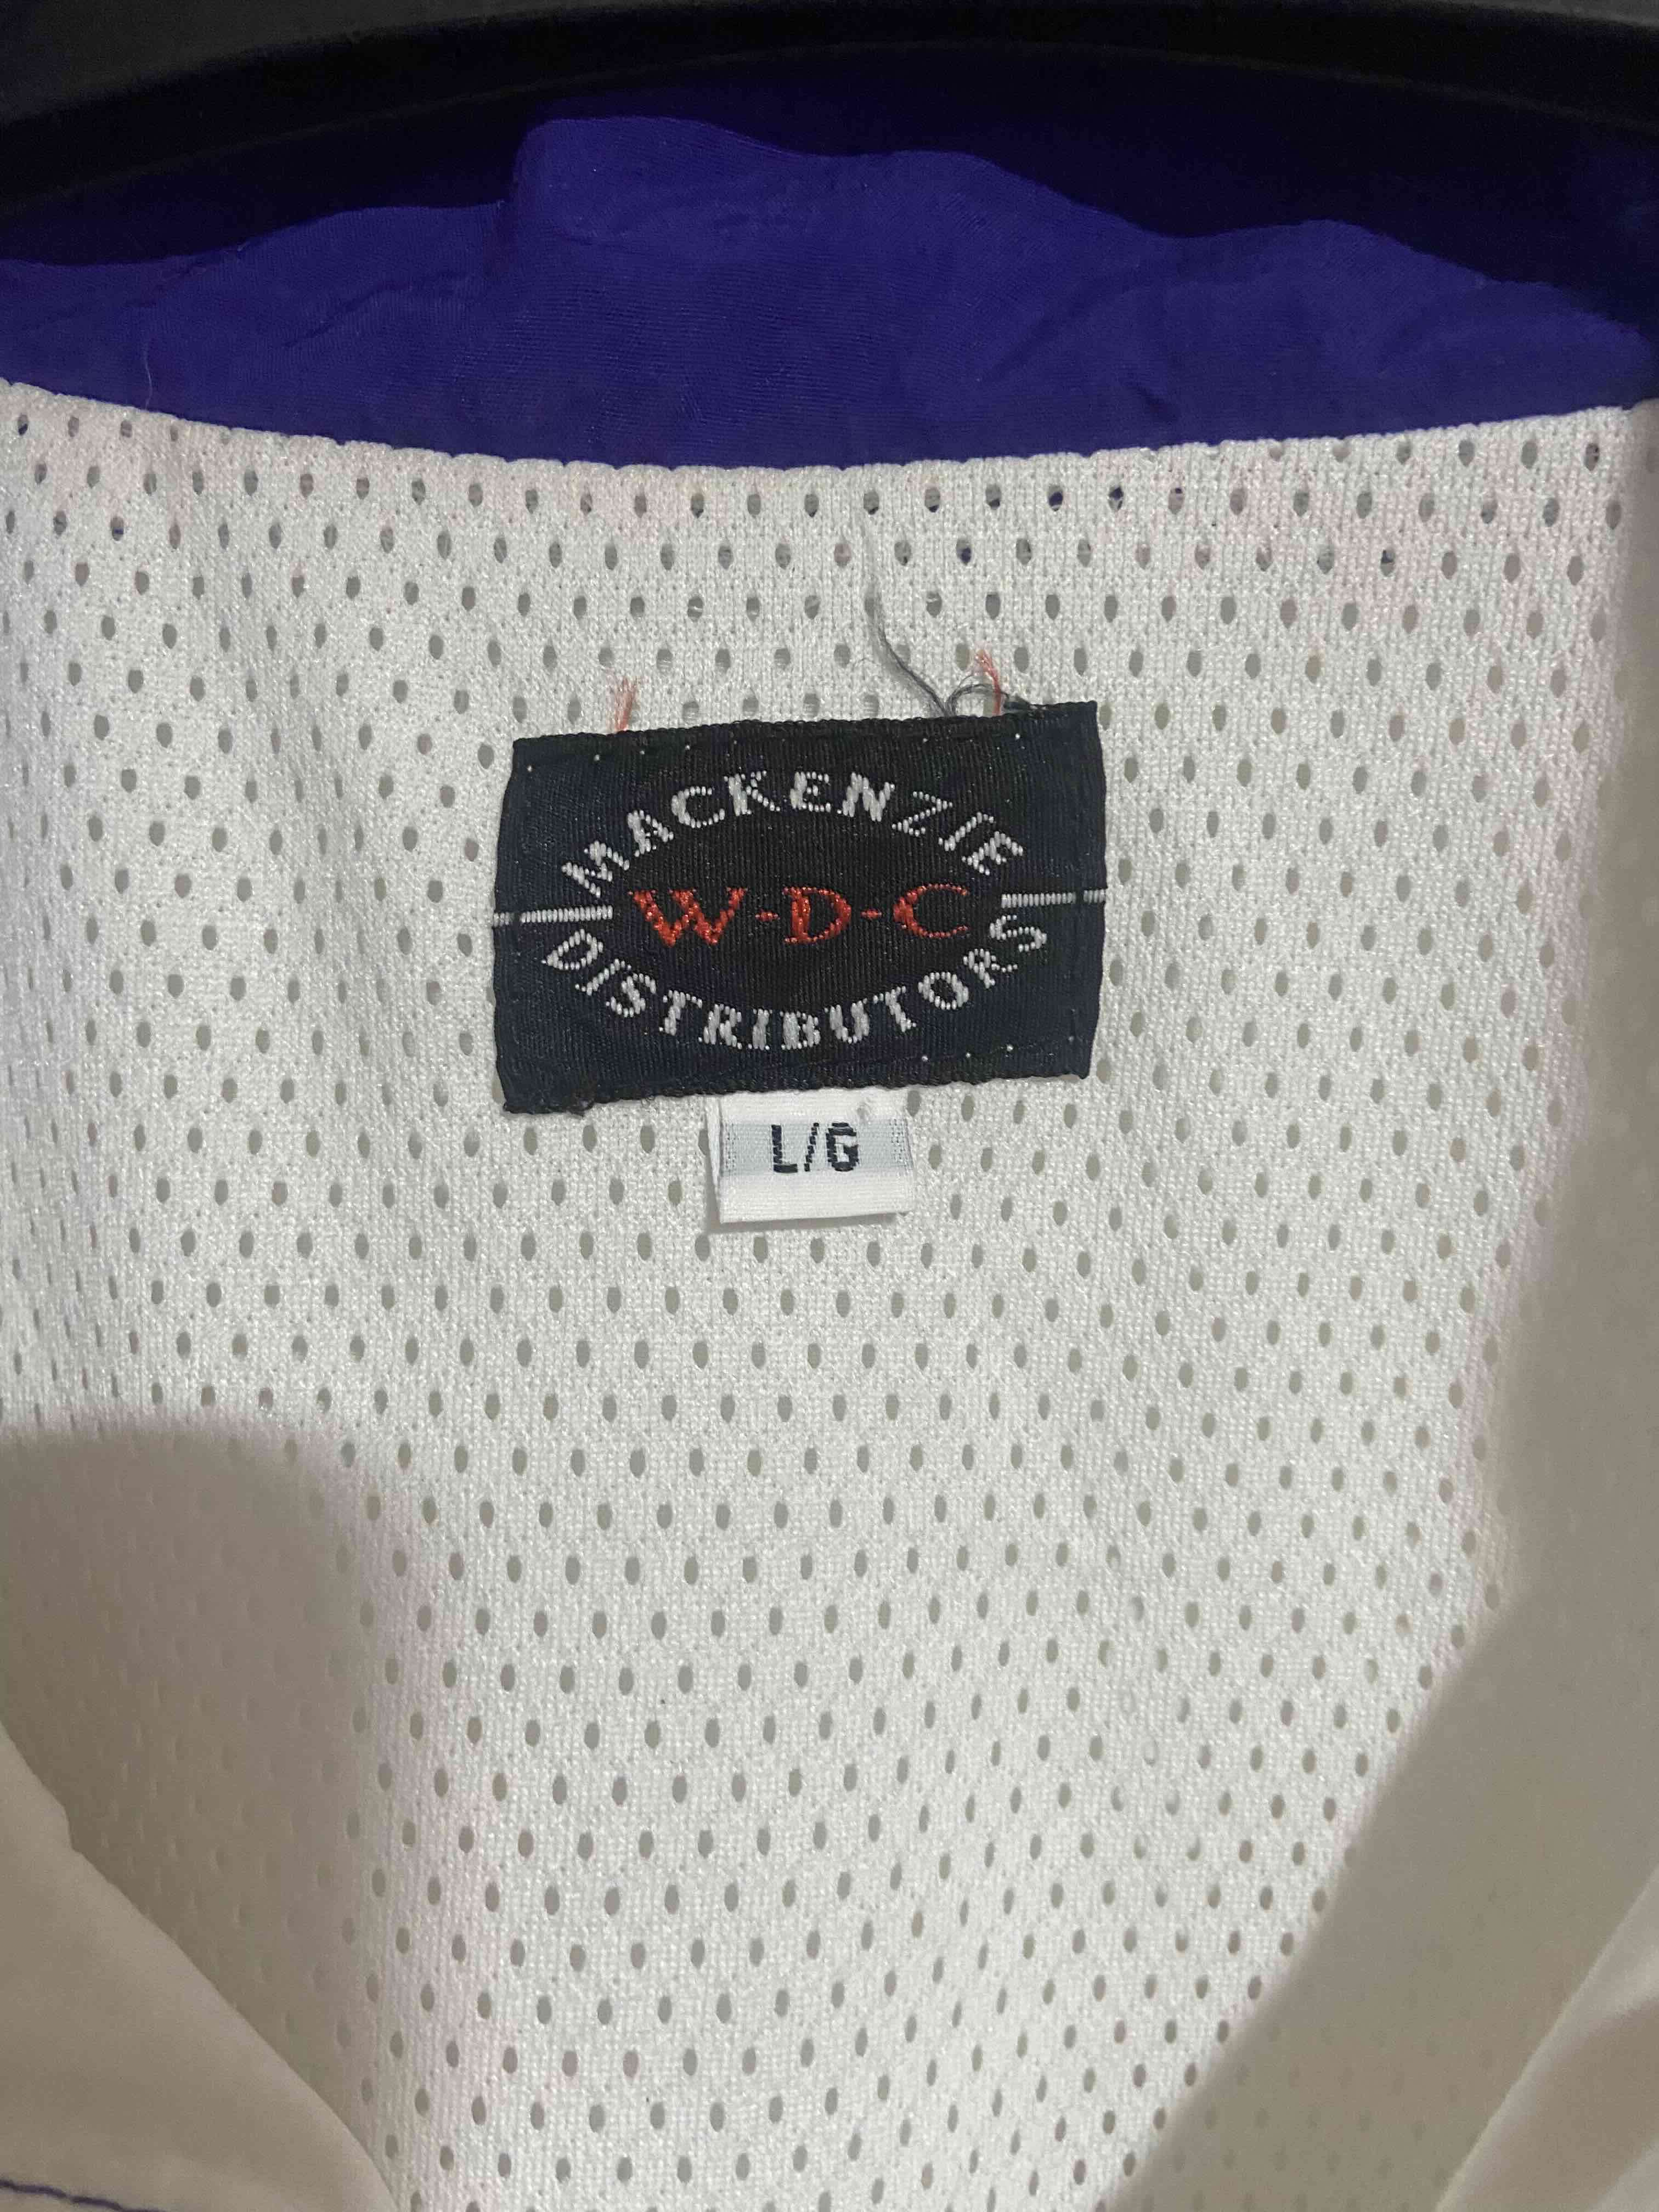 MACKENZIE
W·D·C
DISTRIBUTORS
L/G